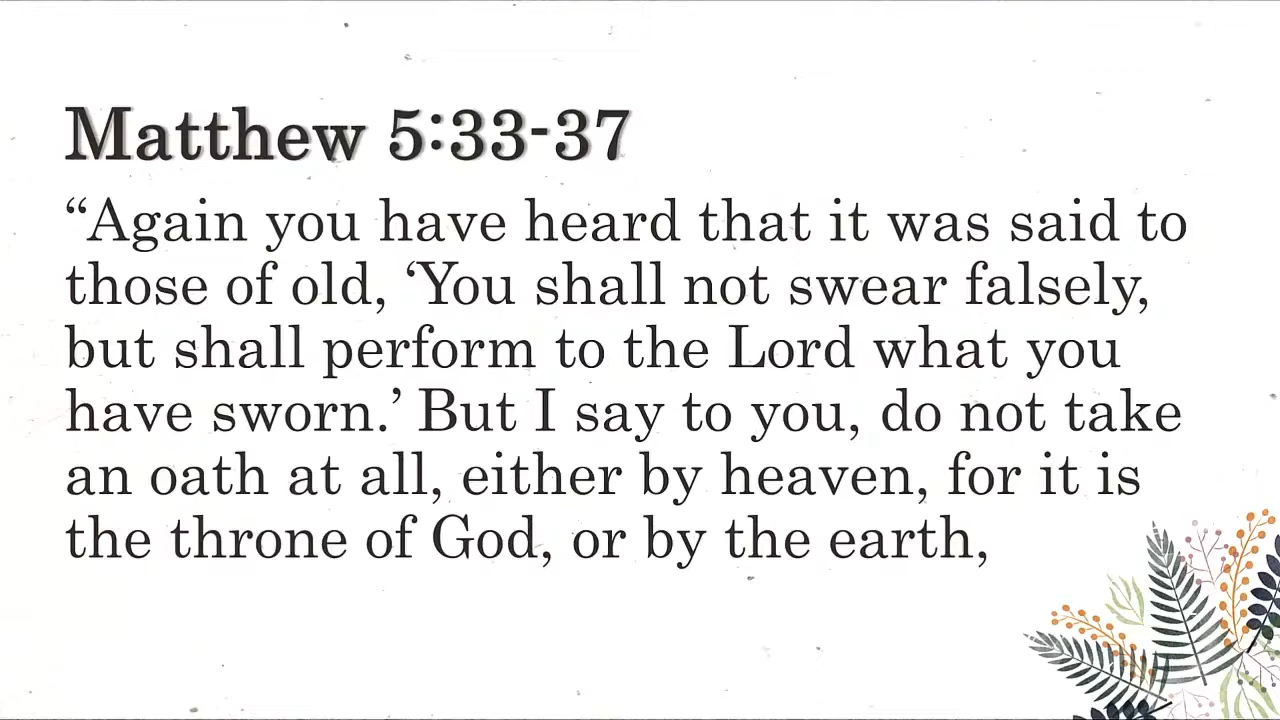 Matthew 5:33-37
“Again you have heard that it was said to
those of old, ‘You shall not swear falsely,
but shall perform to the Lord what you
have sworn.’ But I say to you, do not take
an oath at all, either by heaven, for it is
the throne of God, or by the earth,